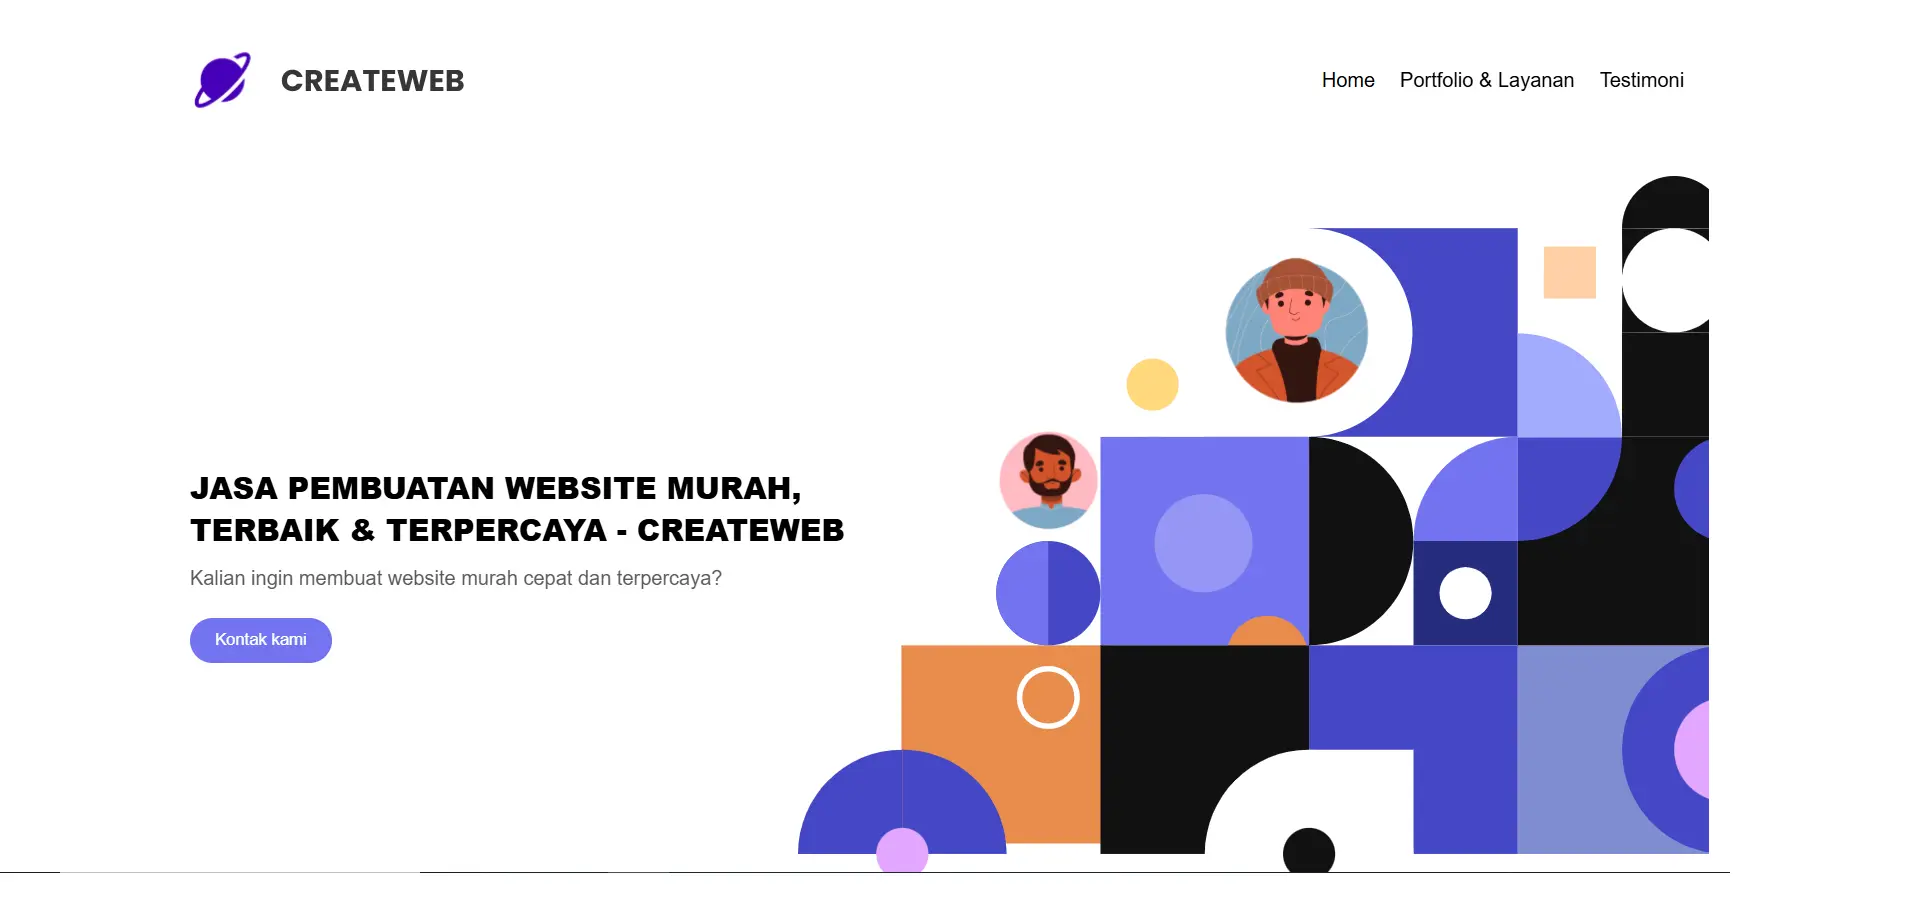 CREATEWEB
Home Portfolio & Layanan Testimoni
JASA PEMBUATAN WEBSITE MURAH,
TERBAIK & TERPERCAYA - CREATEWEB
Kalian ingin membuat website murah cepat dan terpercaya?
Kontak kami